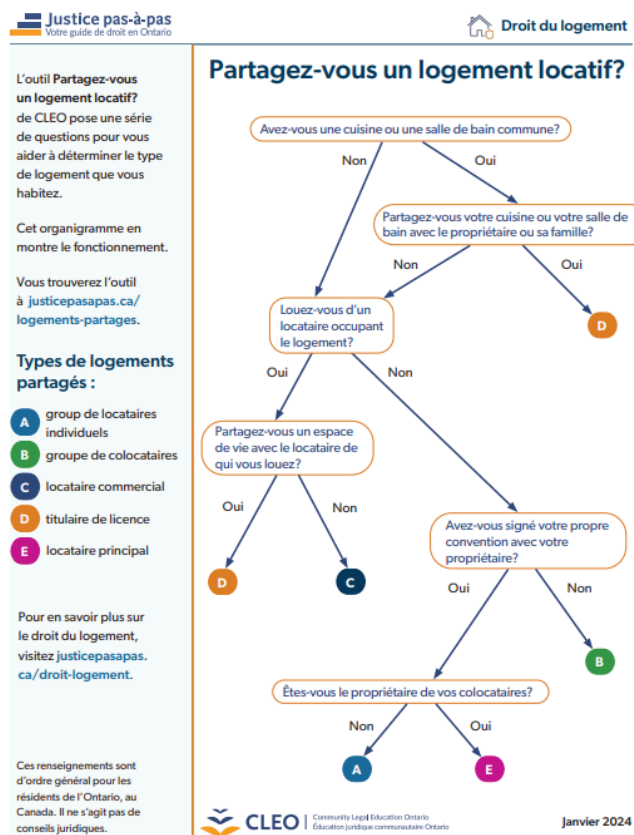 Justice pas-à-pas
Votre guide de droit en Ontario
Droit du logement
L'outil Partagez-vous
un logement locatif?
de CLEO pose une série
de questions pour vous
aider à déterminer le type
de logement que vous
habitez.
Cet organigramme en
montre le fonctionnement.
Vous trouverez l'outil
à justicepasapas.ca/
logements-partages.
Types de logements
partagés :
A group de locataires
individuels
B groupe de colocataires
C locataire commercial
D titulaire de licence
E locataire principal
Pour en savoir plus sur
le droit du logement,
visitez justicepasapas.
ca/droit-logement.
Ces renseignements sont
d'ordre général pour les
résidents de l'Ontario, au
Canada. Il ne s'agit pas de
conseils juridiques.
Partagez-vous un logement locatif?
Avez-vous une cuisine ou une salle de bain commune?
Non
Oui
Partagez-vous votre cuisine ou votre salle de
bain avec le propriétaire ou sa famille?
Non
Oui
D
Louez-vous d'un
locataire occupant
le logement?
Oui
Non
Partagez-vous un espace
de vie avec le locataire de
qui vous louez?
Oui
Non
D
C
Avez-vous signé votre propre
convention avec votre
propriétaire?
Oui
Non
B
Êtes-vous le propriétaire de vos colocataires?
Non
Oui
A
E
CLEO
Community Legal Education Ontario
Éducation juridique communautaire Ontario
Janvier 2024